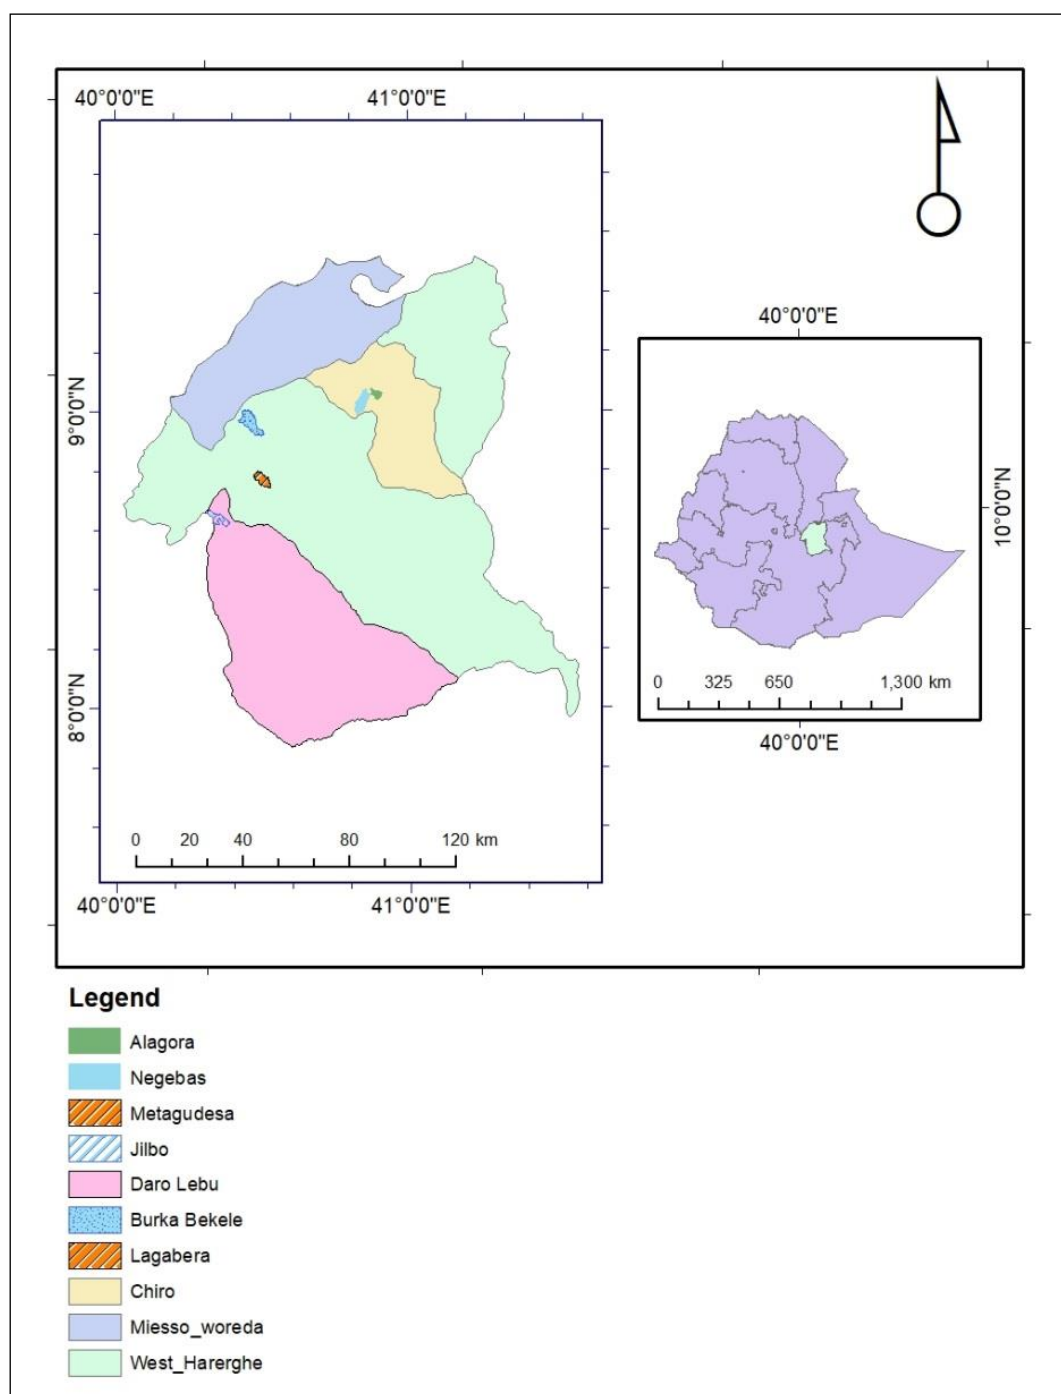 40°0'0"E 41°0'0"E
9°0'0"N
8°0'0"N
0 20 40 80 120 km
40°0'0"E 41°0'0"E
40°0'0"E
10°0'0"N
0 325 650 1,300 km
40°0'0"E
Legend
Alagora
Negebas
Metagudesa
Jilbo
Daro Lebu
Burka Bekele
Lagabera
Chiro
Miesso_woreda
West_Harerghe